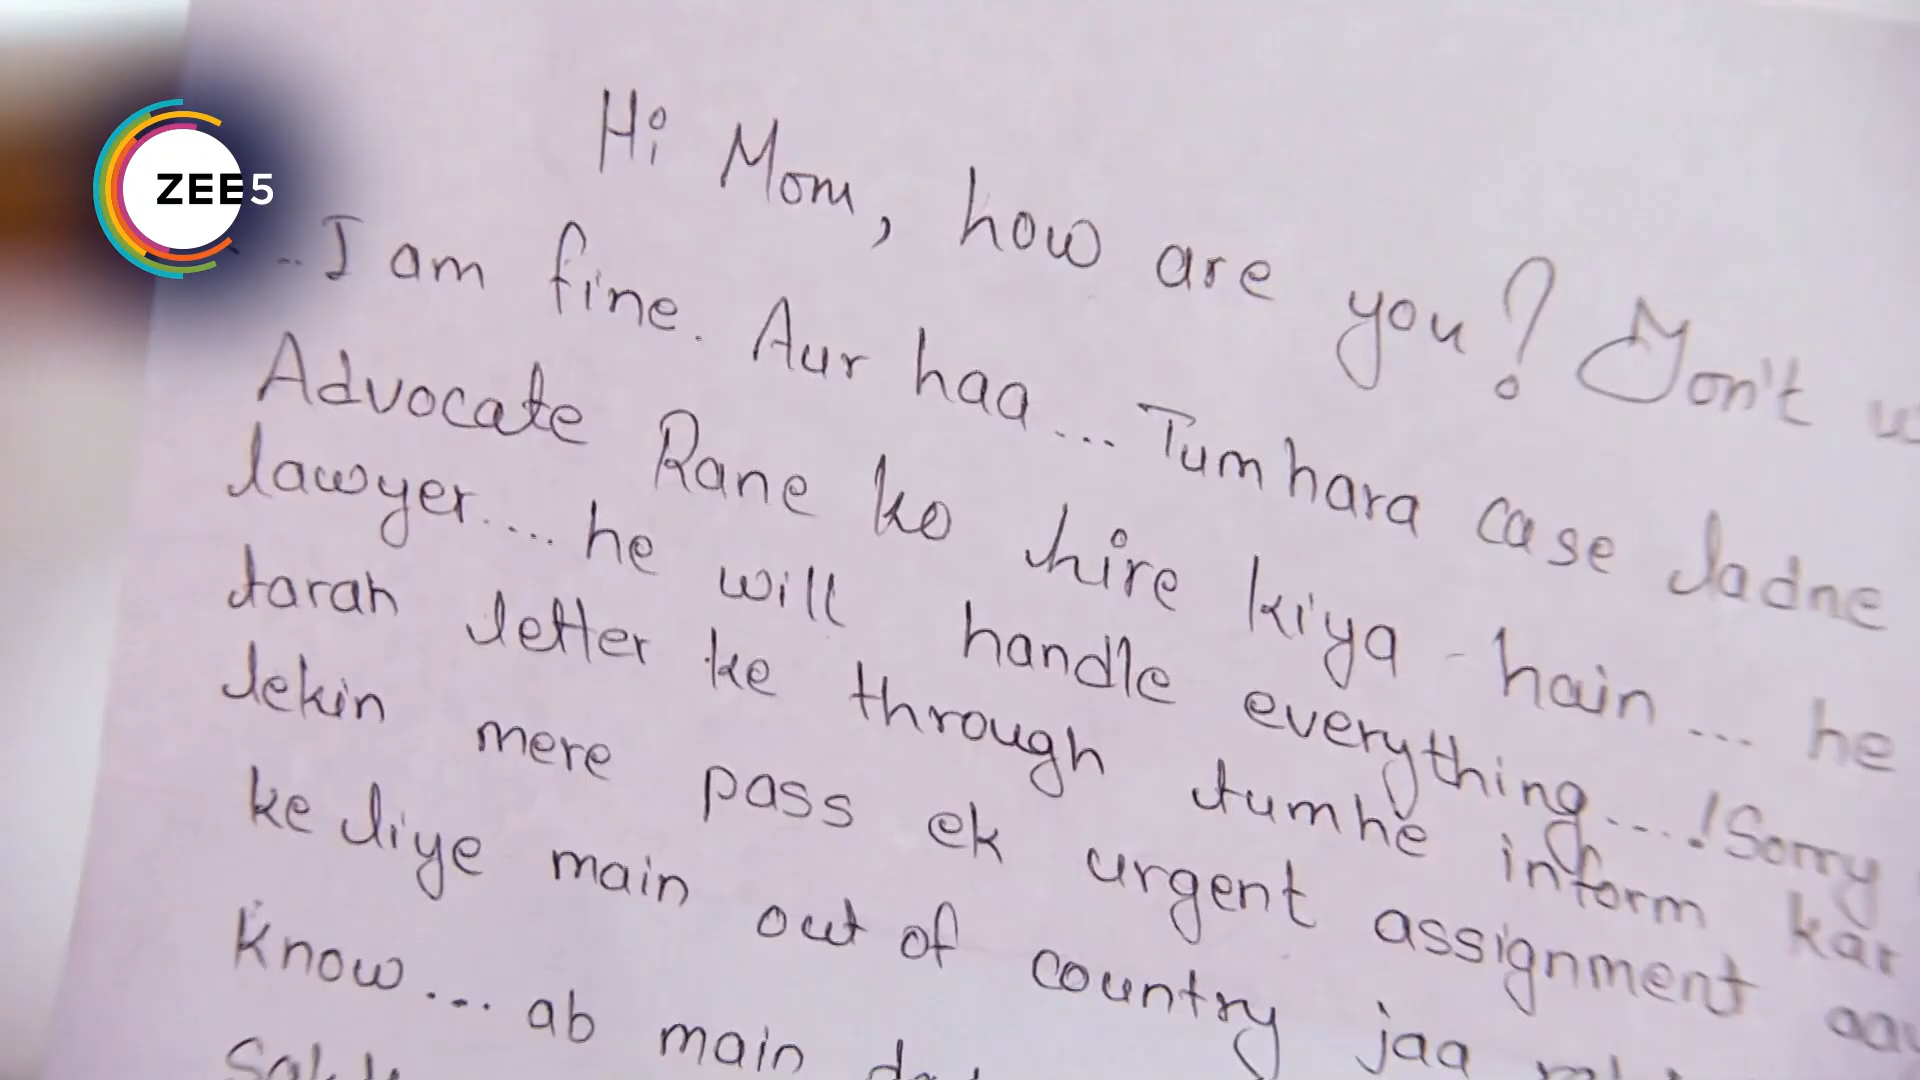 ZEE5
Hi Mom, how are you? Don't
..I am fine. Aur haa... Tumhara case ladne
Advocate Rane ko hire kiya hain... he
lawyer.... he will handle everything....! Sorry
tarah letter ke through tumhe inform kar
lekin mere pass ek urgent assignment
ke liye main out of country jaa
know... ab main